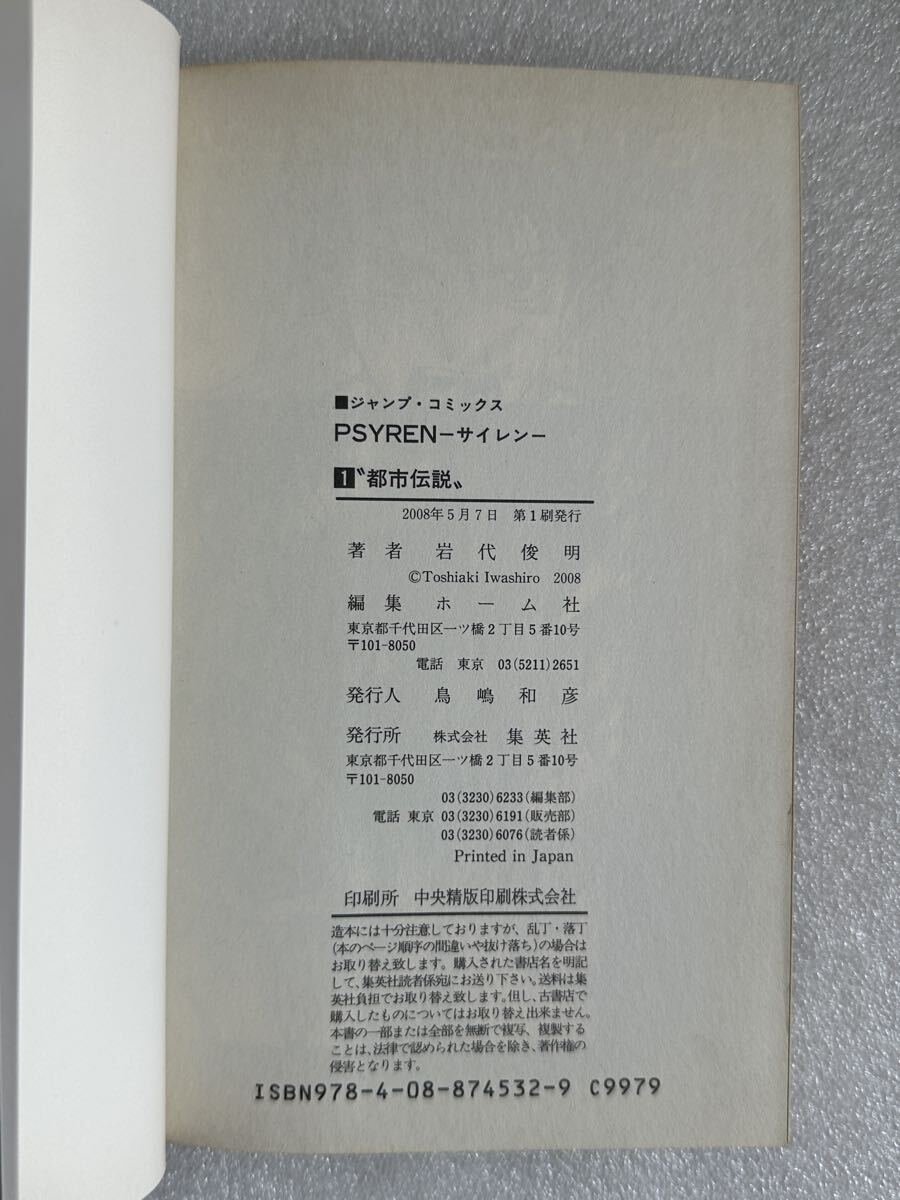 ■ジャンプ・コミックス
PSYREN－サイレン－
1〝都市伝説〟
2008年5月7日 第1刷発行
著者 岩代俊明
©Toshiaki Iwashiro 2008
編集 ホーム社
東京都千代田区一ツ橋2丁目5番10号
〒101-8050
電話 東京 03(5211)2651
発行人 鳥嶋和彦
発行所 株式会社 集英社
東京都千代田区一ツ橋2丁目5番10号
〒101-8050
03(3230)6233(編集部)
電話 東京 03(3230)6191(販売部)
03(3230)6076(読者係)
Printed in Japan
印刷所 中央精版印刷株式会社
造本には十分注意しておりますが、乱丁・落丁
(本のページ順序の間違いや抜け落ち)の場合は
お取り替え致します。購入された書店名を明記
して、集英社読者係宛にお送り下さい。送料は集
英社負担でお取り替え致します。但し、古書店で
購入したものについてはお取り替え出来ません。
本書の一部または全部を無断で複写、複製する
ことは、法律で認められた場合を除き、著作権の
侵害となります。
ISBN978-4-08-874532-9 C9979